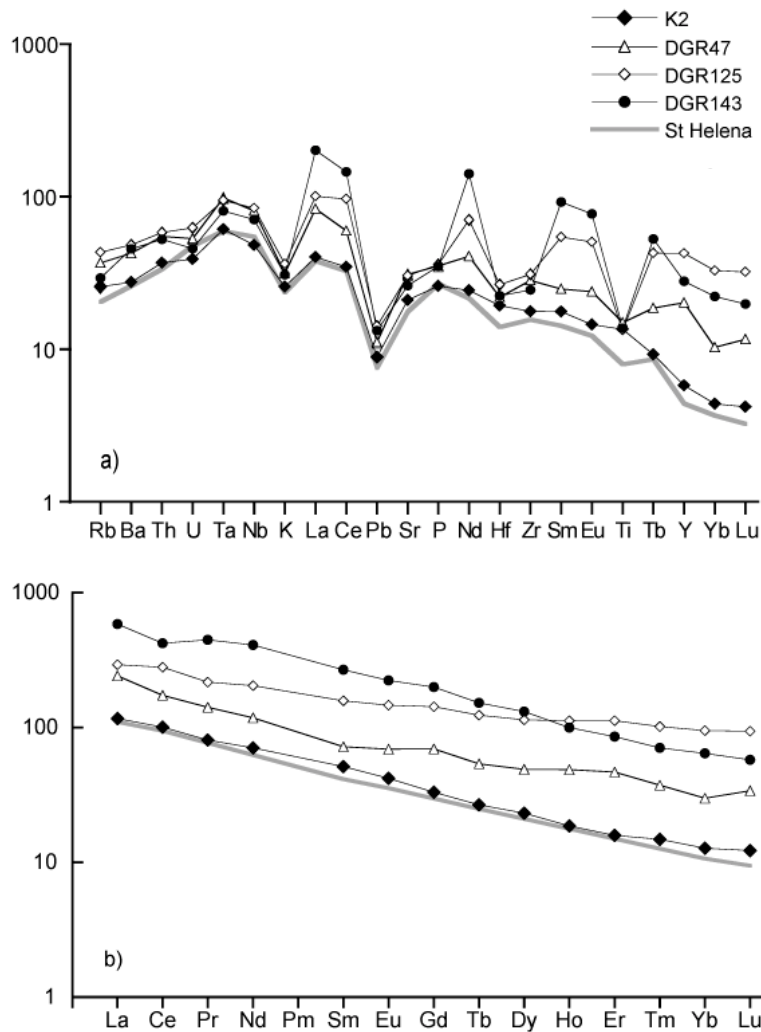 K2
DGR47
DGR125
DGR143
St Helena
1000
100
10
1
a)
Rb Ba Th U Ta Nb K La Ce Pb Sr P Nd Hf Zr Sm Eu Ti Tb Y Yb Lu
1000
100
10
1
b)
La Ce Pr Nd Pm Sm Eu Gd Tb Dy Ho Er Tm Yb Lu